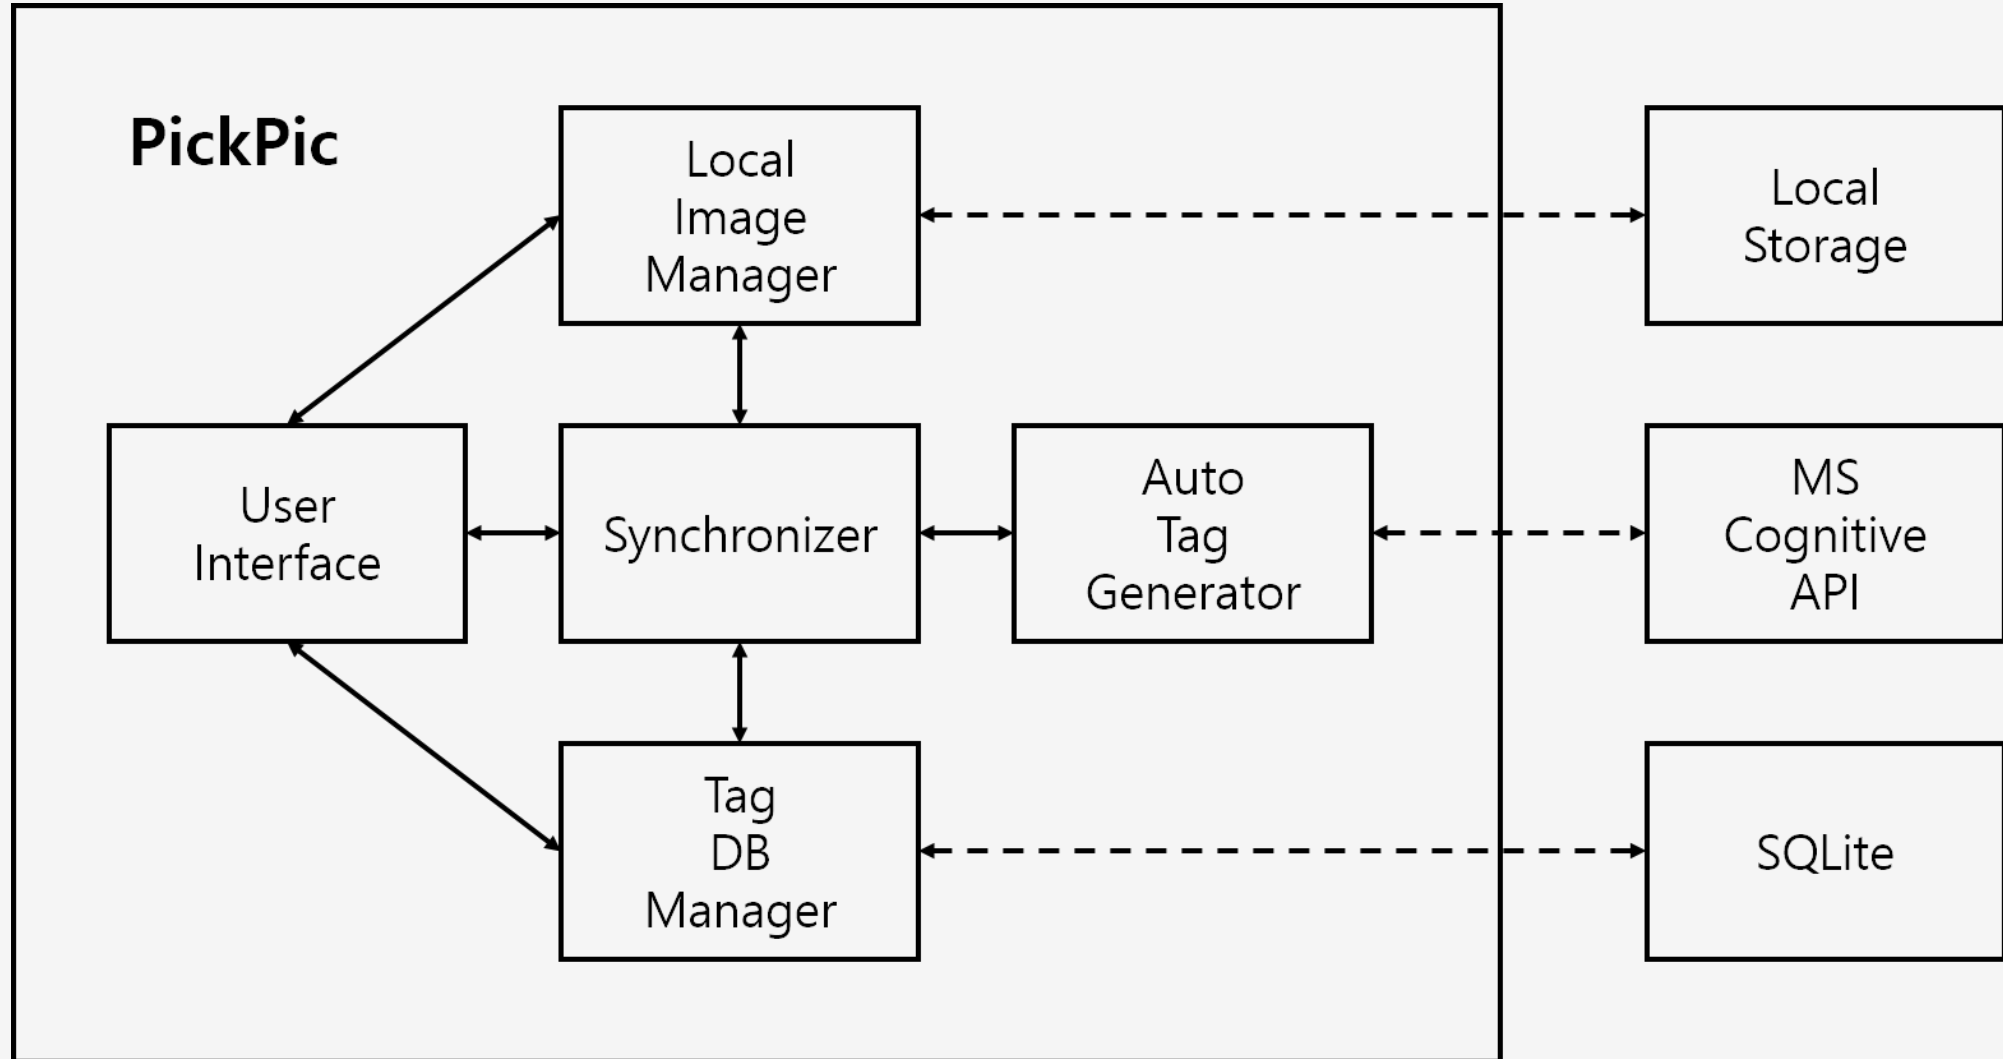 PickPic
Local
Image
Manager
Local
Storage
User
Interface
Synchronizer
Auto
Tag
Generator
MS
Cognitive
API
Tag
DB
Manager
SQLite